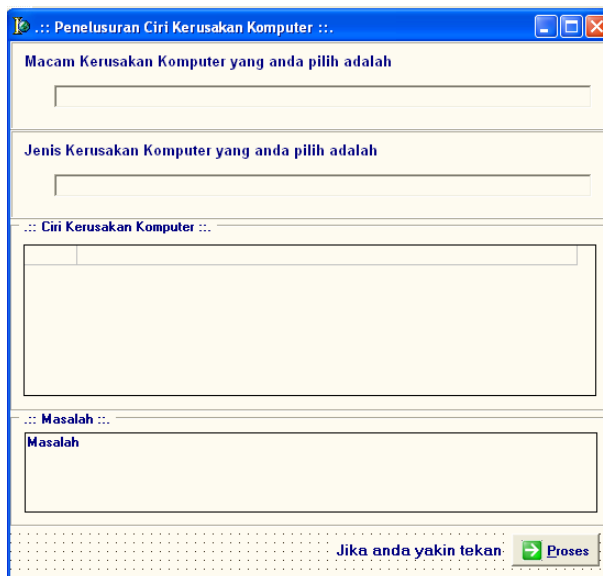 .:: Penelusuran Ciri Kerusakan Komputer ::.
Macam Kerusakan Komputer yang anda pilih adalah
Jenis Kerusakan Komputer yang anda pilih adalah
.:: Ciri Kerusakan Komputer ::.
.:: Masalah ::.
Masalah
Jika anda yakin tekan
Proses